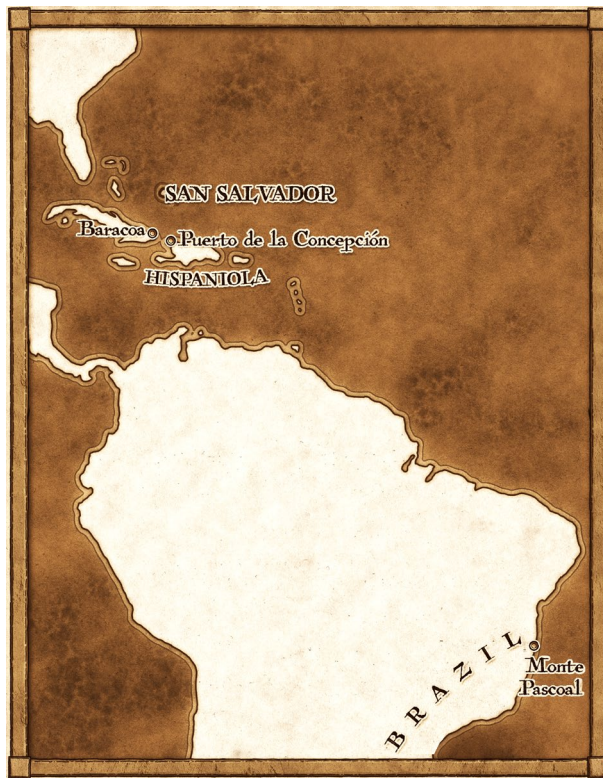 SAN SALVADOR
Baracoa
Puerto de la Concepción
HISPANIOLA
BRAZIL
Monte
Pascoal